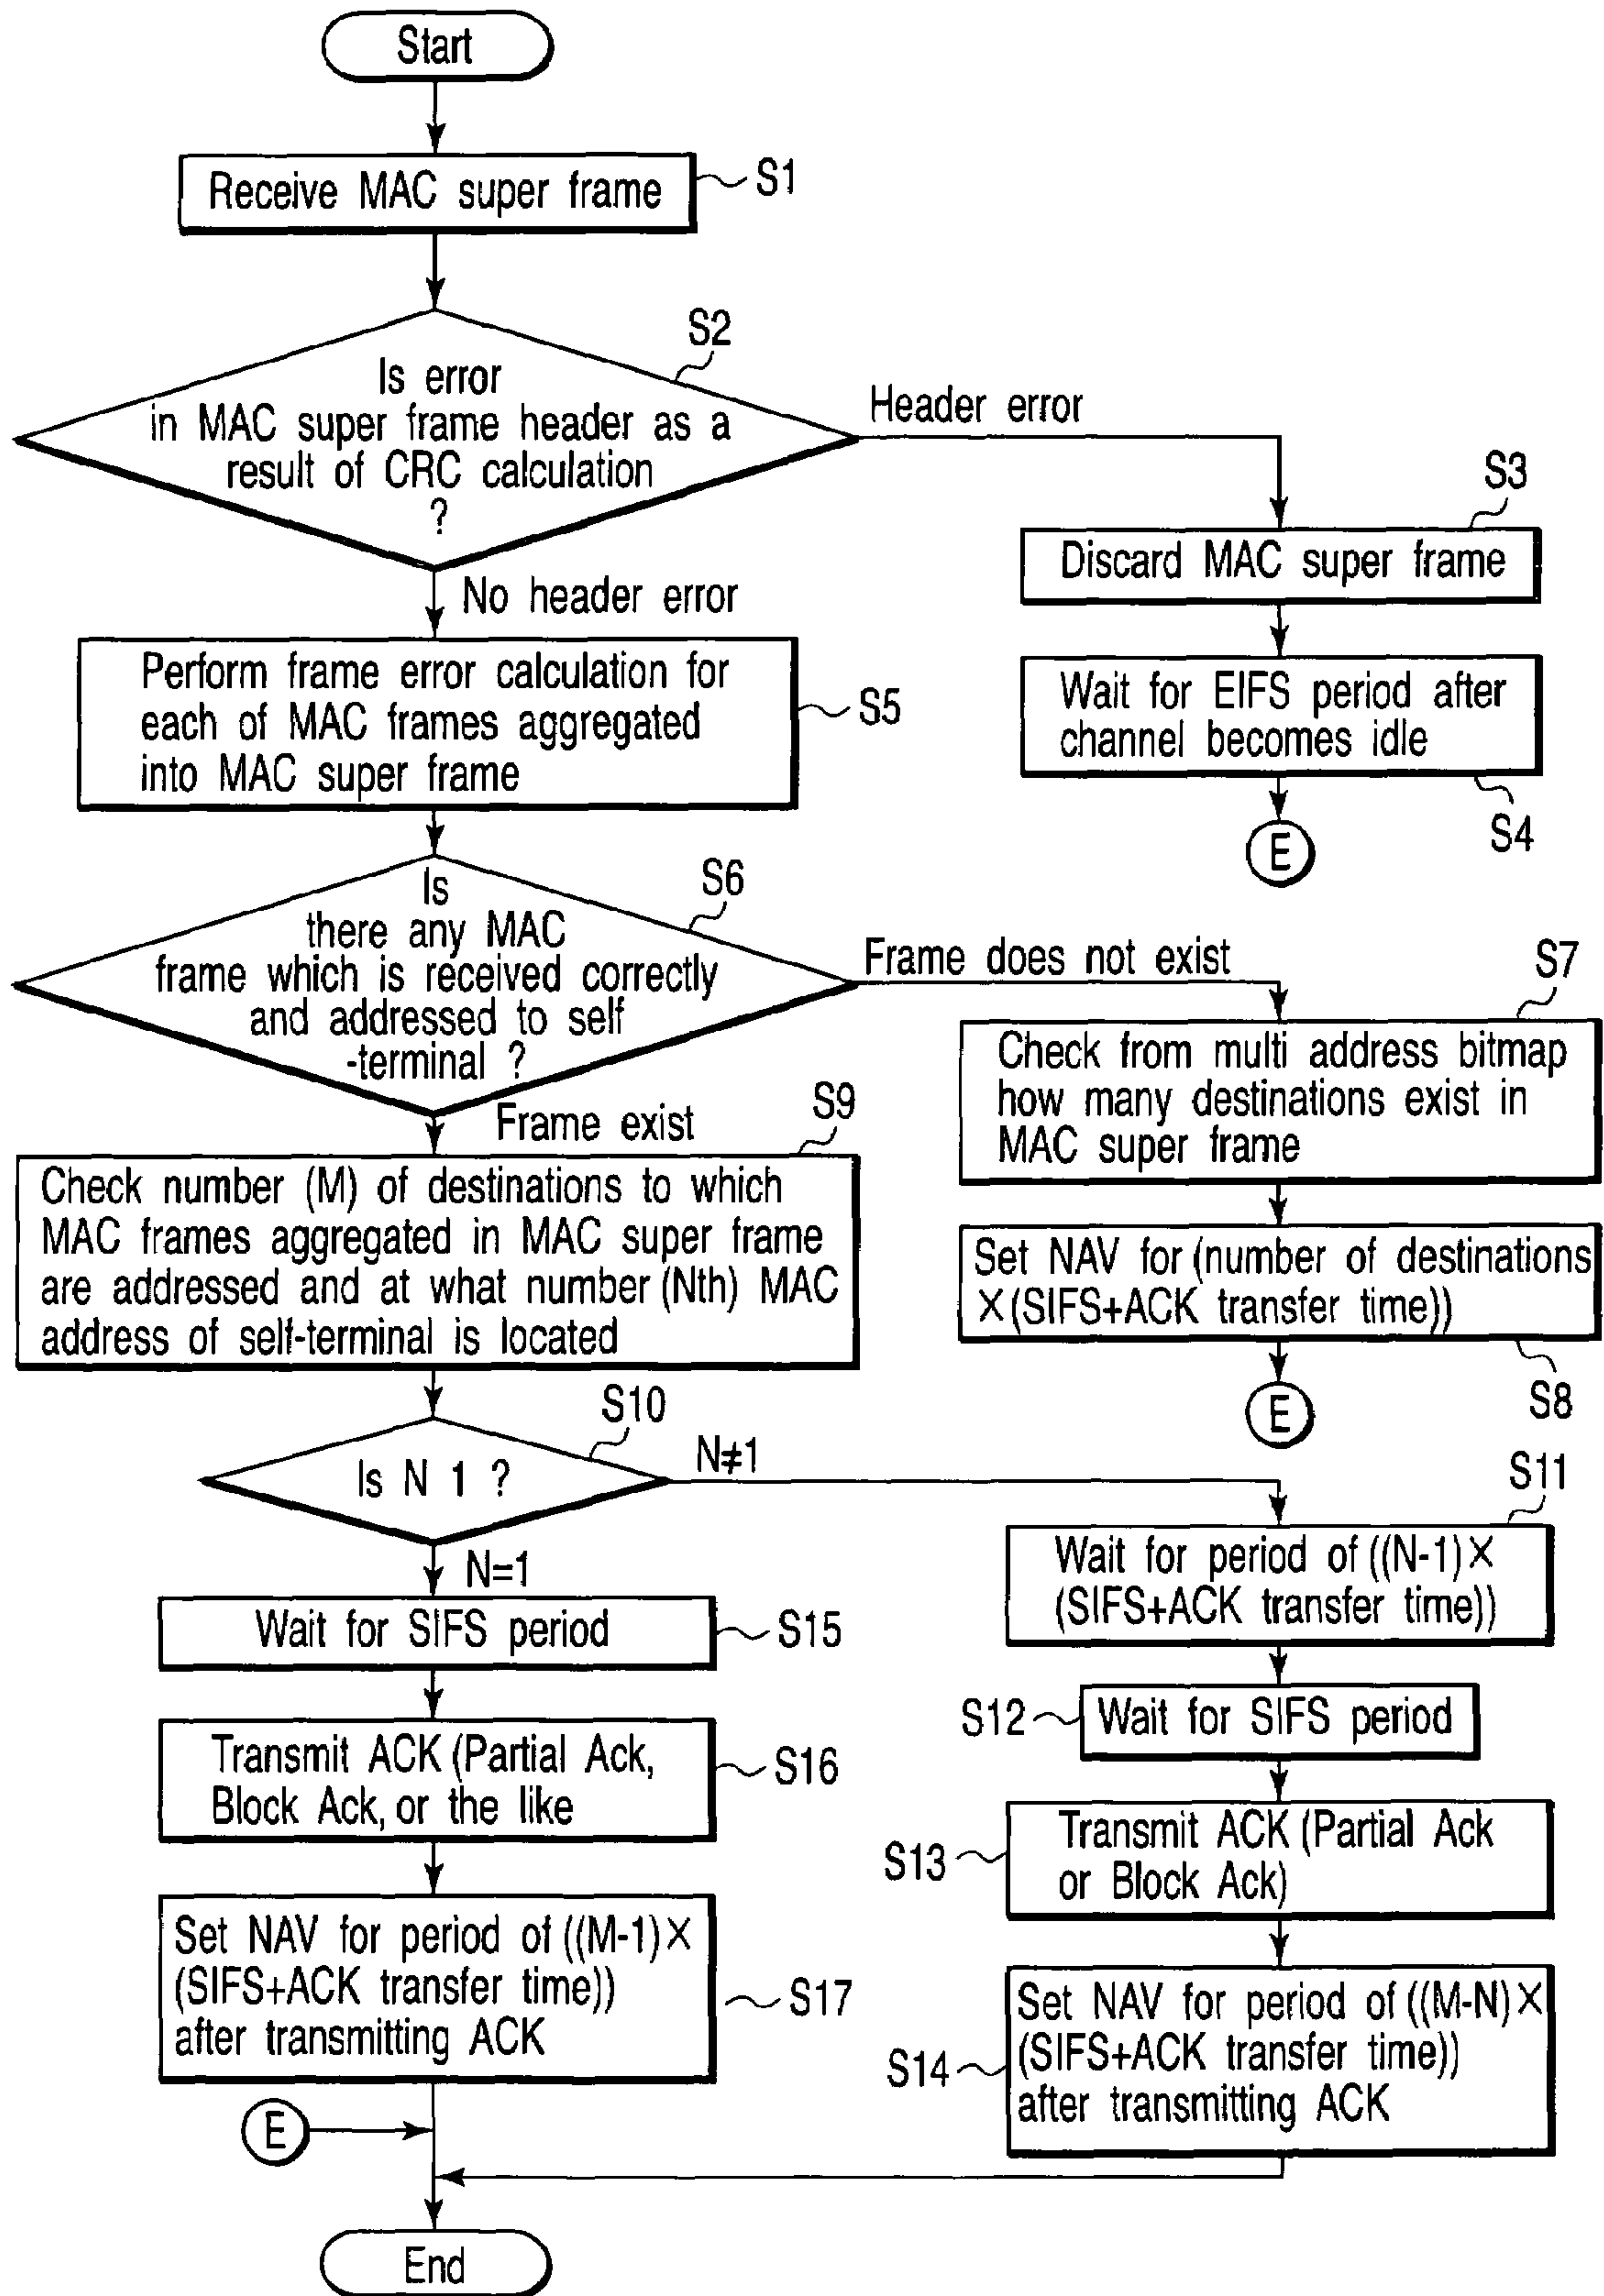 Start
Receive MAC super frame
S1
S2
Is error
in MAC super frame header as a
result of CRC calculation
?
Header error
S3
Discard MAC super frame
Wait for EIFS period after
channel becomes idle
S4
E
No header error
Perform frame error calculation for
each of MAC frames aggregated
into MAC super frame
S5
S6
Is
there any MAC
frame which is received correctly
and addressed to self
-terminal ?
Frame does not exist
S7
Check from multi address bitmap
how many destinations exist in
MAC super frame
Set NAV for (number of destinations
×(SIFS+ACK transfer time))
S8
E
Frame exist
S9
Check number (M) of destinations to which
MAC frames aggregated in MAC super frame
are addressed and at what number (Nth) MAC
address of self-terminal is located
S10
Is N 1 ?
N≠1
S11
Wait for period of ((N-1)×
(SIFS+ACK transfer time))
S12
Wait for SIFS period
S13
Transmit ACK (Partial Ack
or Block Ack)
S14
Set NAV for period of ((M-N)×
(SIFS+ACK transfer time))
after transmitting ACK
N=1
Wait for SIFS period
S15
Transmit ACK (Partial Ack,
Block Ack, or the like
S16
Set NAV for period of ((M-1)×
(SIFS+ACK transfer time))
after transmitting ACK
S17
E
End